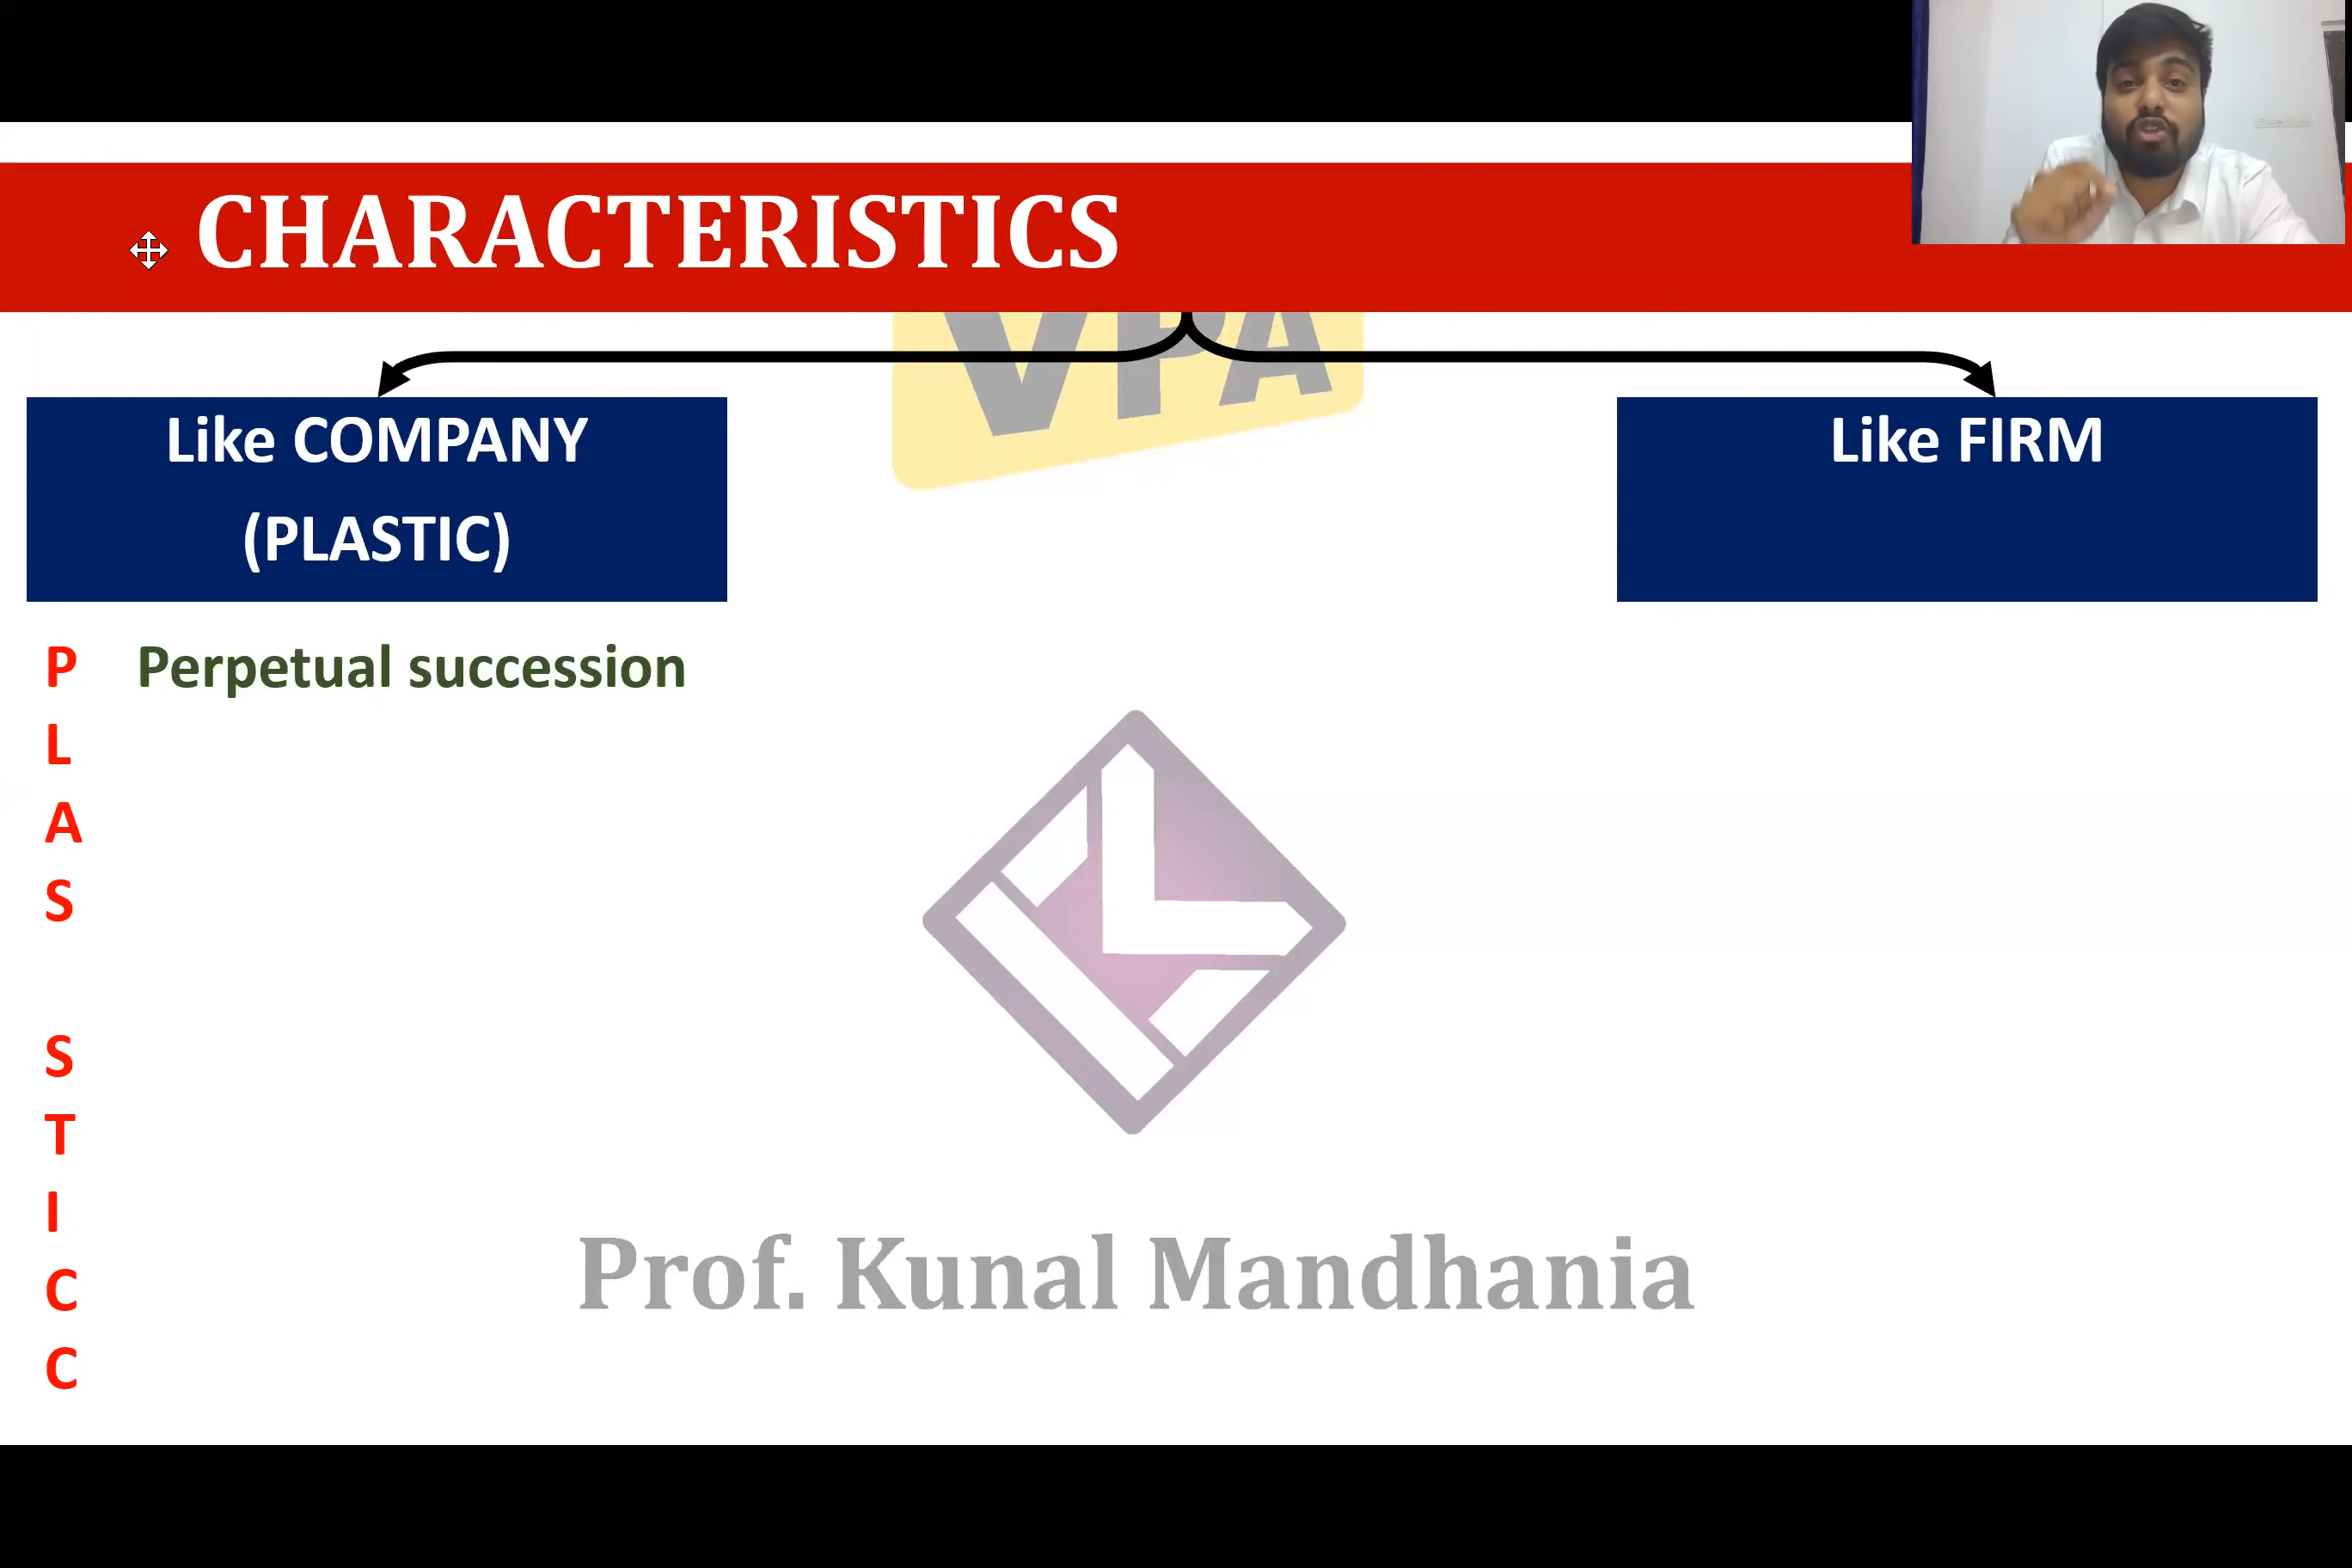 CHARACTERISTICS
VPA
Like COMPANY
(PLASTIC)
Like FIRM
P Perpetual succession
L
A
S
S
T
I
C
C
Prof. Kunal Mandhania